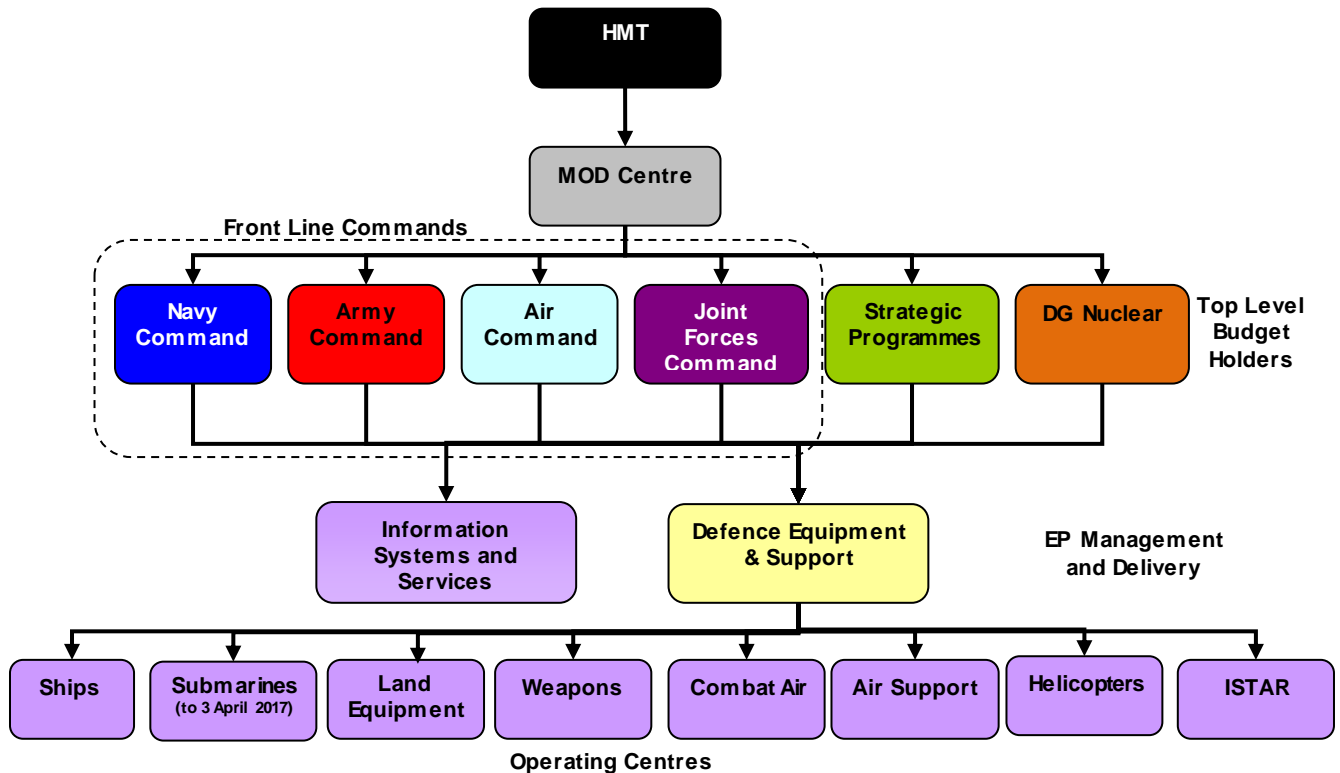 HMT
MOD Centre
Front Line Commands
Navy
Command
Army
Command
Air
Command
Joint
Forces
Command
Strategic
Programmes
DG Nuclear
Top Level
Budget
Holders
Information
Systems and
Services
Defence Equipment
& Support
EP Management
and Delivery
Ships
Submarines
(to 3 April 2017)
Land
Equipment
Weapons
Combat Air
Air Support
Helicopters
ISTAR
Operating Centres